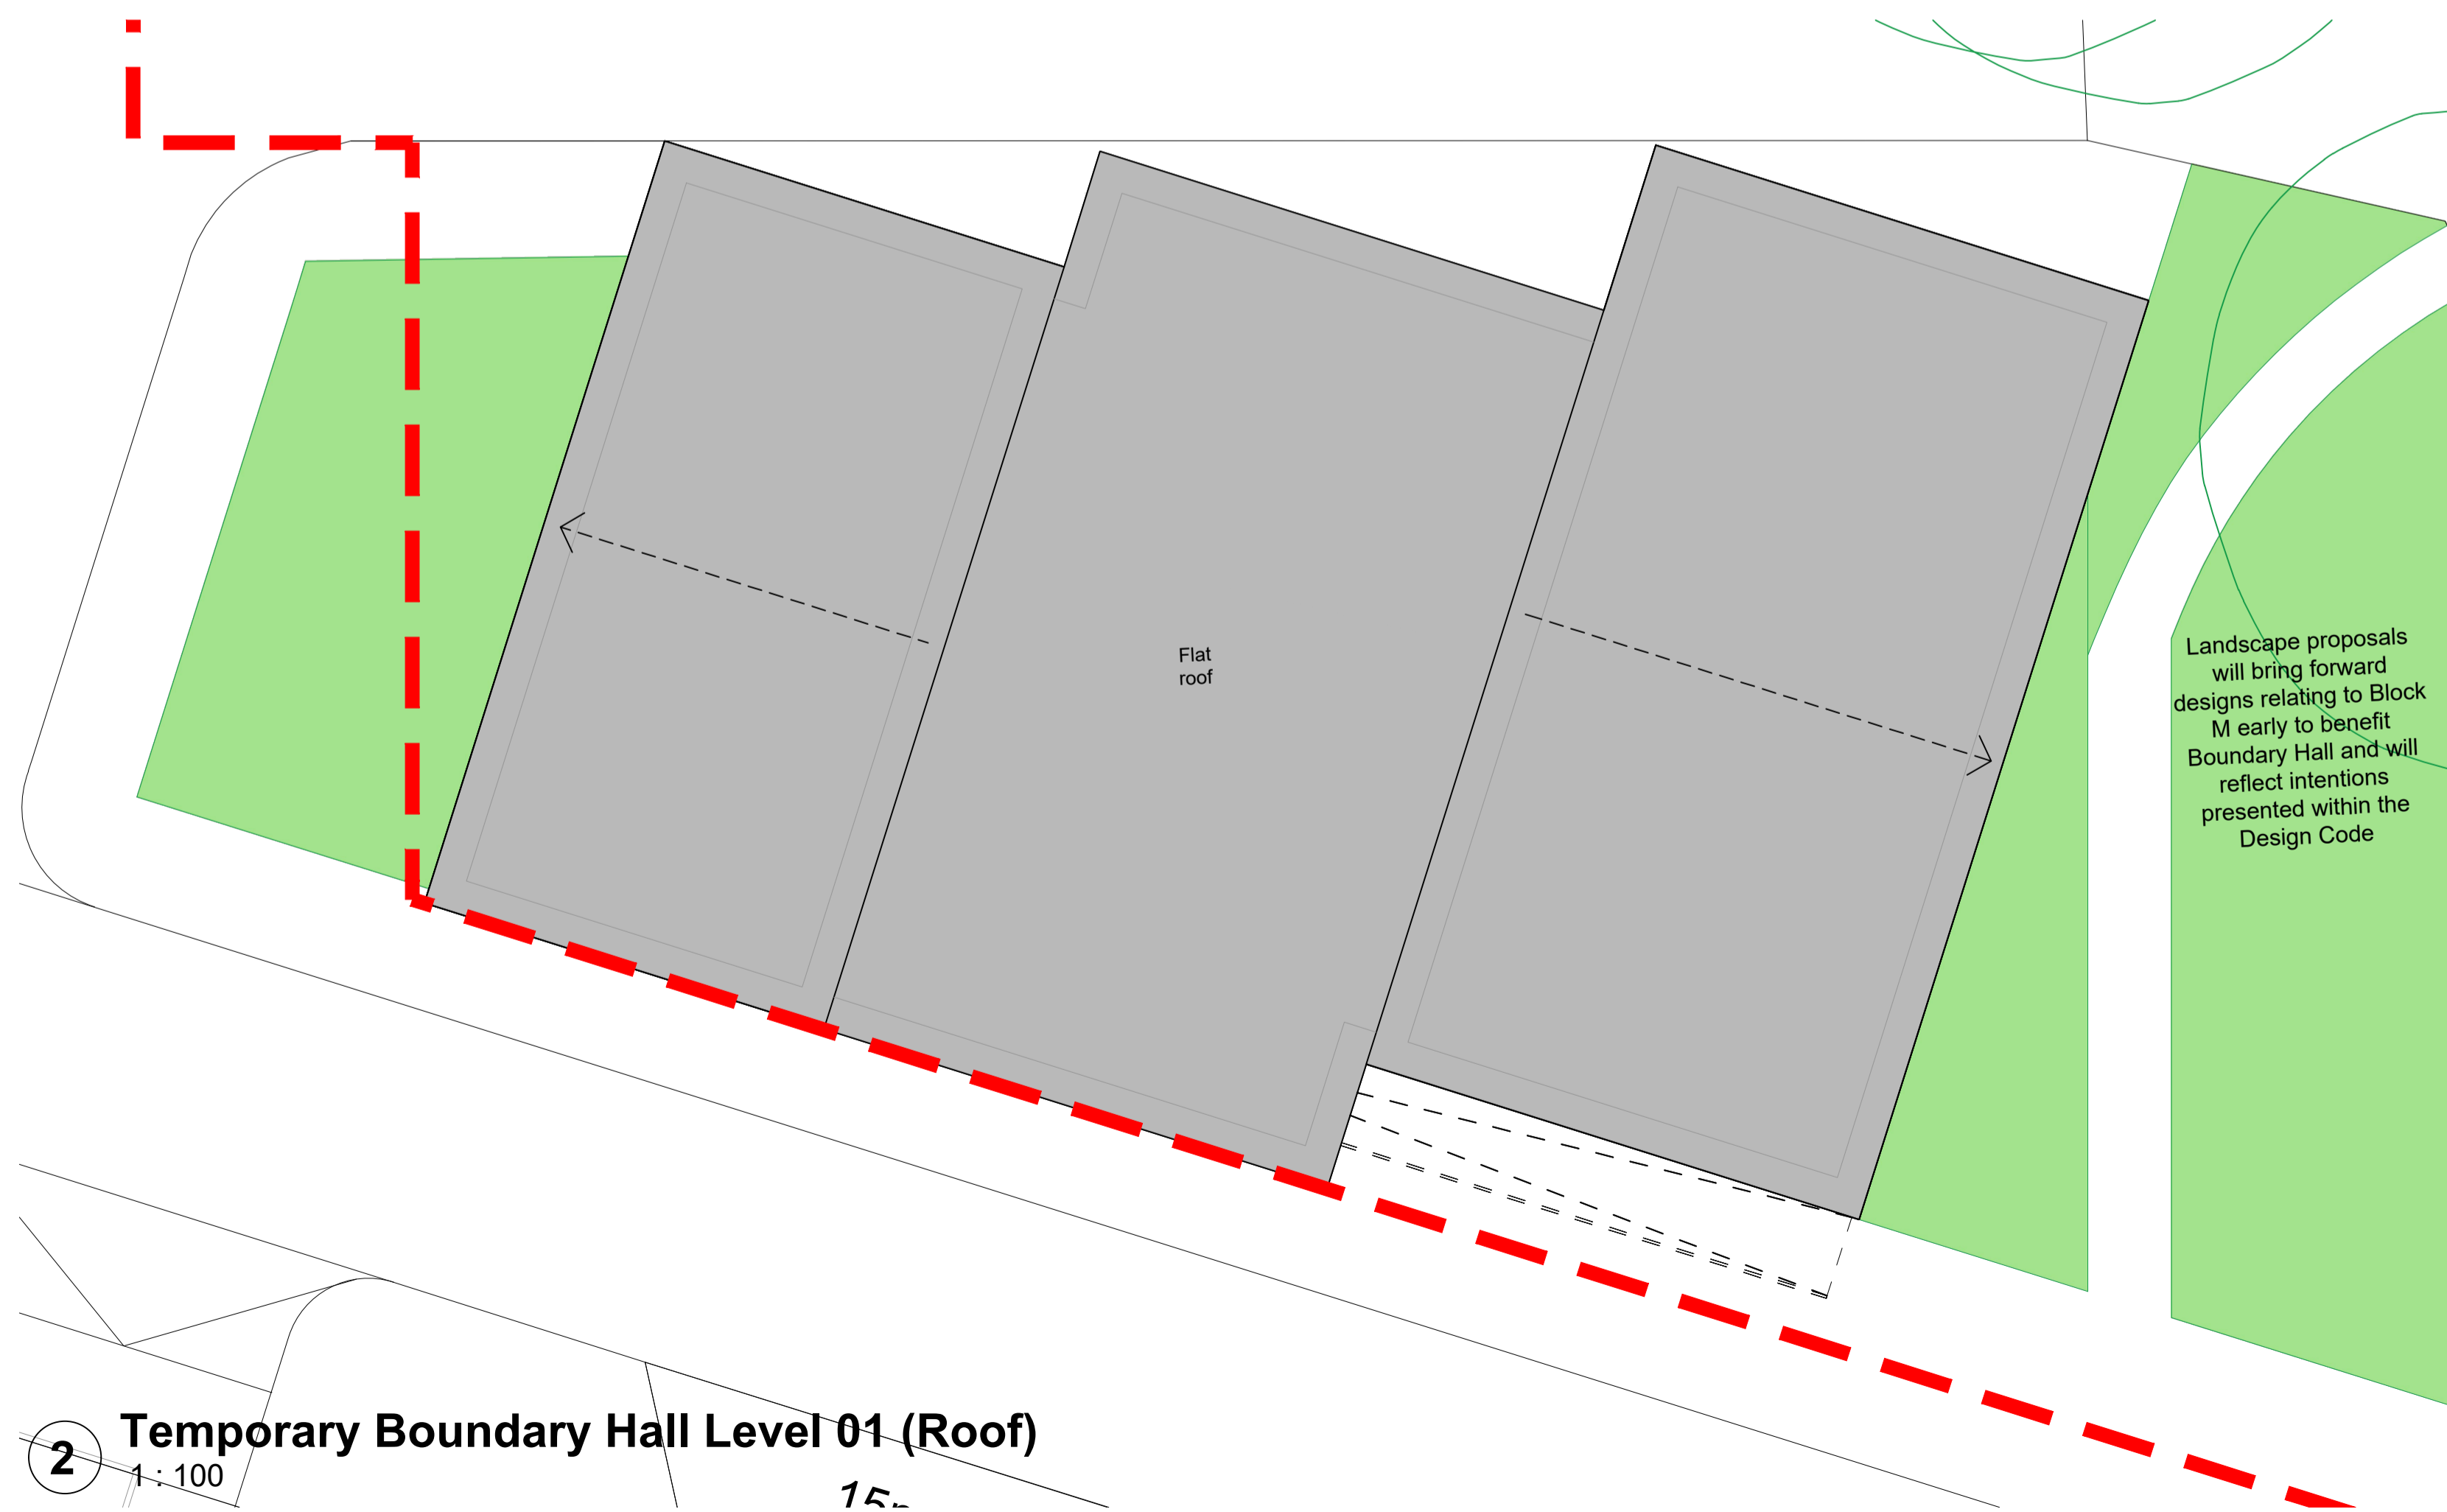 Flat
roof
Landscape proposals
will bring forward
designs relating to Block
M early to benefit
Boundary Hall and will
reflect intentions
presented within the
Design Code
2
Temporary Boundary Hall Level 01 (Roof)
1 : 100